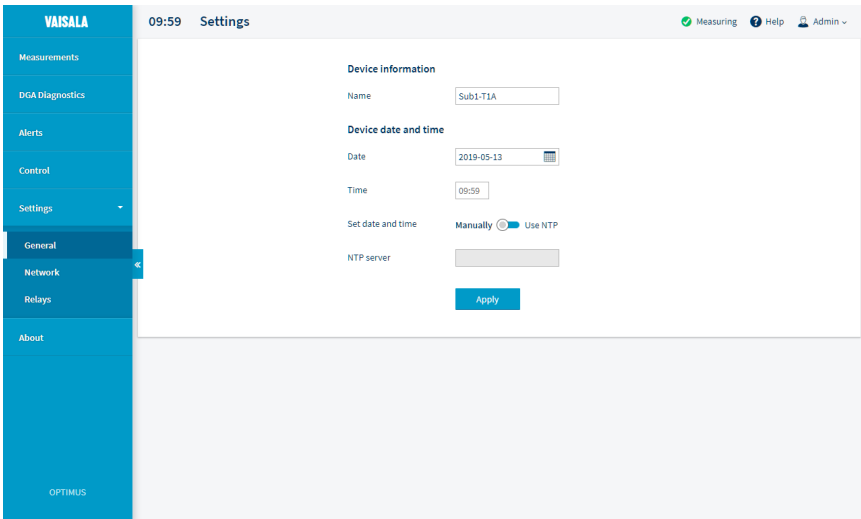 VAISALA
09:59 Settings
Measuring
Help
Admin
Measurements
DGA Diagnostics
Alerts
Control
Settings
General
Network
Relays
About
OPTIMUS
Device information
Name
Sub1-T1A
Device date and time
Date
2019-05-13
Time
09:59
Set date and time
Manually
Use NTP
NTP server
Apply